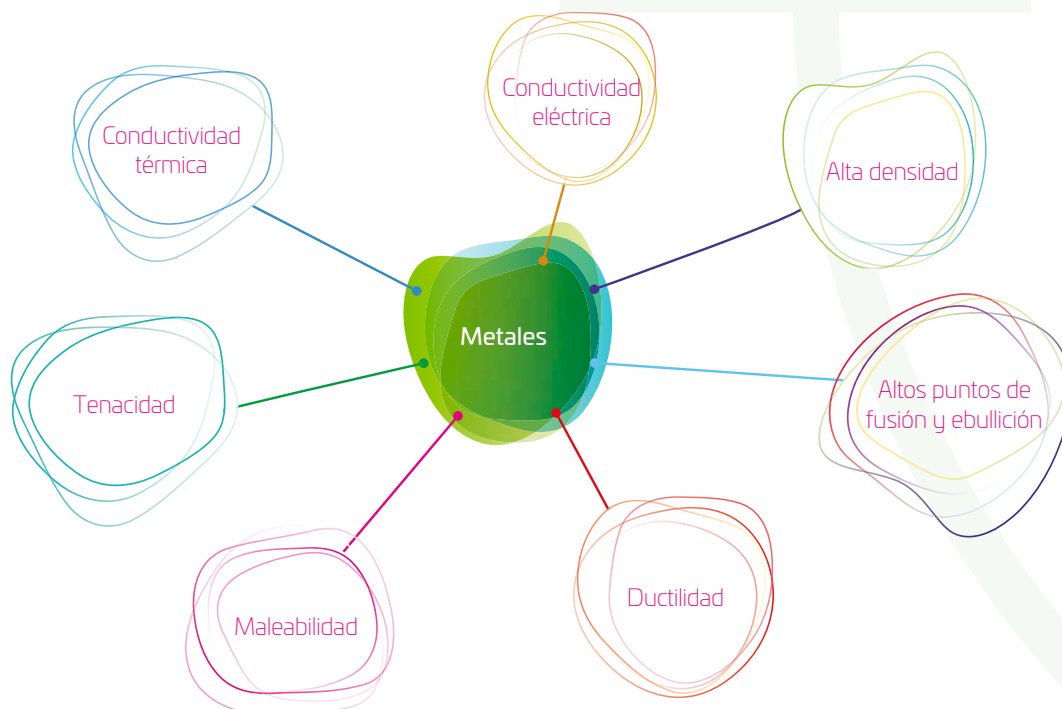 Conductividad
eléctrica
Conductividad
térmica
Alta densidad
Metales
Tenacidad
Altos puntos de
fusión y ebullición
Maleabilidad
Ductilidad